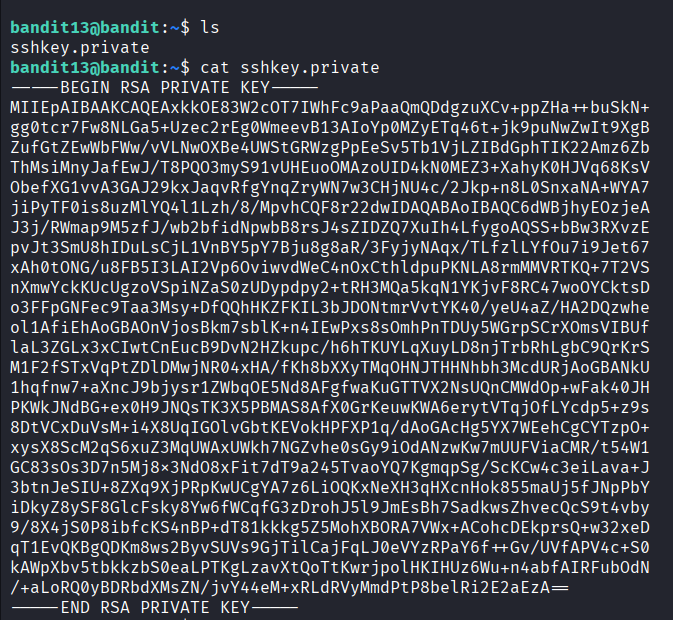 bandit13@bandit:~$ ls
sshkey.private
bandit13@bandit:~$ cat sshkey.private
-----BEGIN RSA PRIVATE KEY-----
MIIEpAIBAAKCAQEAxkkOE83W2cOT7IWhFc9aPaaQmQDdgzuXCv+ppZHa++buSkN+
gg0tcr7Fw8NLGa5+Uzec2rEg0WmeevB13AIoYp0MZyETq46t+jk9puNwZwIt9XgB
ZufGtZEwWbFWw/vVLNwOXBe4UWStGRWzgPpEeSv5Tb1VjLZIBdGphTIK22Amz6Zb
ThMsiMnyJafEwJ/T8PQO3myS91vUHEuoOMAzoUID4kN0MEZ3+XahyK0HJVq68KsV
ObefXG1vvA3GAJ29kxJaqvRfgYnqZryWN7w3CHjNU4c/2Jkp+n8L0SnxaNA+WYA7
jiPyTF0is8uzMlYQ4l1Lzh/8/MpvhCQF8r22dwIDAQABAoIBAQC6dWBjhyEOzjeA
J3j/RWmap9M5zfJ/wb2bfidNpwbB8rsJ4sZIDZQ7XuIh4LfygoAQSS+bBw3RXvzE
pvJt3SmU8hIDuLsCjL1VnBY5pY7Bju8g8aR/3FyjyNAqx/TLfzlLYfOu7i9Jet67
xAh0tONG/u8FB5I3LAI2Vp6OviwvdWeC4nOxCthldpuPKNLA8rmMMVRTKQ+7T2VS
nXmwYckKUcUgzoVSpiNZaS0zUDypdpy2+tRH3MQa5kqN1YKjvF8RC47woOYCktsD
o3FFpGNFec9Taa3Msy+DfQQhHKZFKIL3bJDONtmrVvtYK40/yeU4aZ/HA2DQzwhe
ol1AfiEhAoGBAOnVjosBkm7sblK+n4IEwPxs8sOmhPnTDUy5WGrpSCrXOmsVIBUf
laL3ZGLx3xCIwtCnEucB9DvN2HZkupc/h6hTKUYLqXuyLD8njTrbRhLgbC9QrKrS
M1F2fSTxVqPtZDlDMwjNR04xHA/fKh8bXXyTMqOHNJTHHNhbh3McdURjAoGBANkU
1hqfnw7+aXncJ9bjysr1ZWbqOE5Nd8AFgfwaKuGTTVX2NsUQnCMWdOp+wFak40JH
PKWkJNdBG+ex0H9JNQsTK3X5PBMAS8AfX0GrKeuwKWA6erytVTqjOfLYcdp5+z9s
8DtVCxDuVsM+i4X8UqIGOlvGbtKEVokHPFXP1q/dAoGAcHg5YX7WEehCgCYTzpO+
xysX8ScM2qS6xuZ3MqUWAxUWkh7NGZvhe0sGy9iOdANzwKw7mUUFViaCMR/t54W1
GC83sOs3D7n5Mj8x3NdO8xFit7dT9a245TvaoYQ7KgmqpSg/ScKCw4c3eiLava+J
3btnJeSIU+8ZXq9XjPRpKwUCgYA7z6LiOQKxNeXH3qHXcnHok855maUj5fJNpPbY
iDkyZ8ySF8GlcFsky8Yw6fWCqfG3zDrohJ5l9JmEsBh7SadkwsZhvecQcS9t4vby
9/8X4jS0P8ibfcKS4nBP+dT81kkkg5Z5MohXBORA7VWx+ACohcDEkprsQ+w32xeD
qT1EvQKBgQDKm8ws2ByvSUVs9GjTilCajFqLJ0eVYzRPaY6f++Gv/UVfAPV4c+S0
kAWpXbv5tbkkzbS0eaLPTKgLzavXtQoTtKwrjpolHKIHUz6Wu+n4abfAIRFubOdN
/+aLoRQ0yBDRbdXMsZN/jvY44eM+xRLdRVyMmdPtP8belRi2E2aEzA==
-----END RSA PRIVATE KEY-----